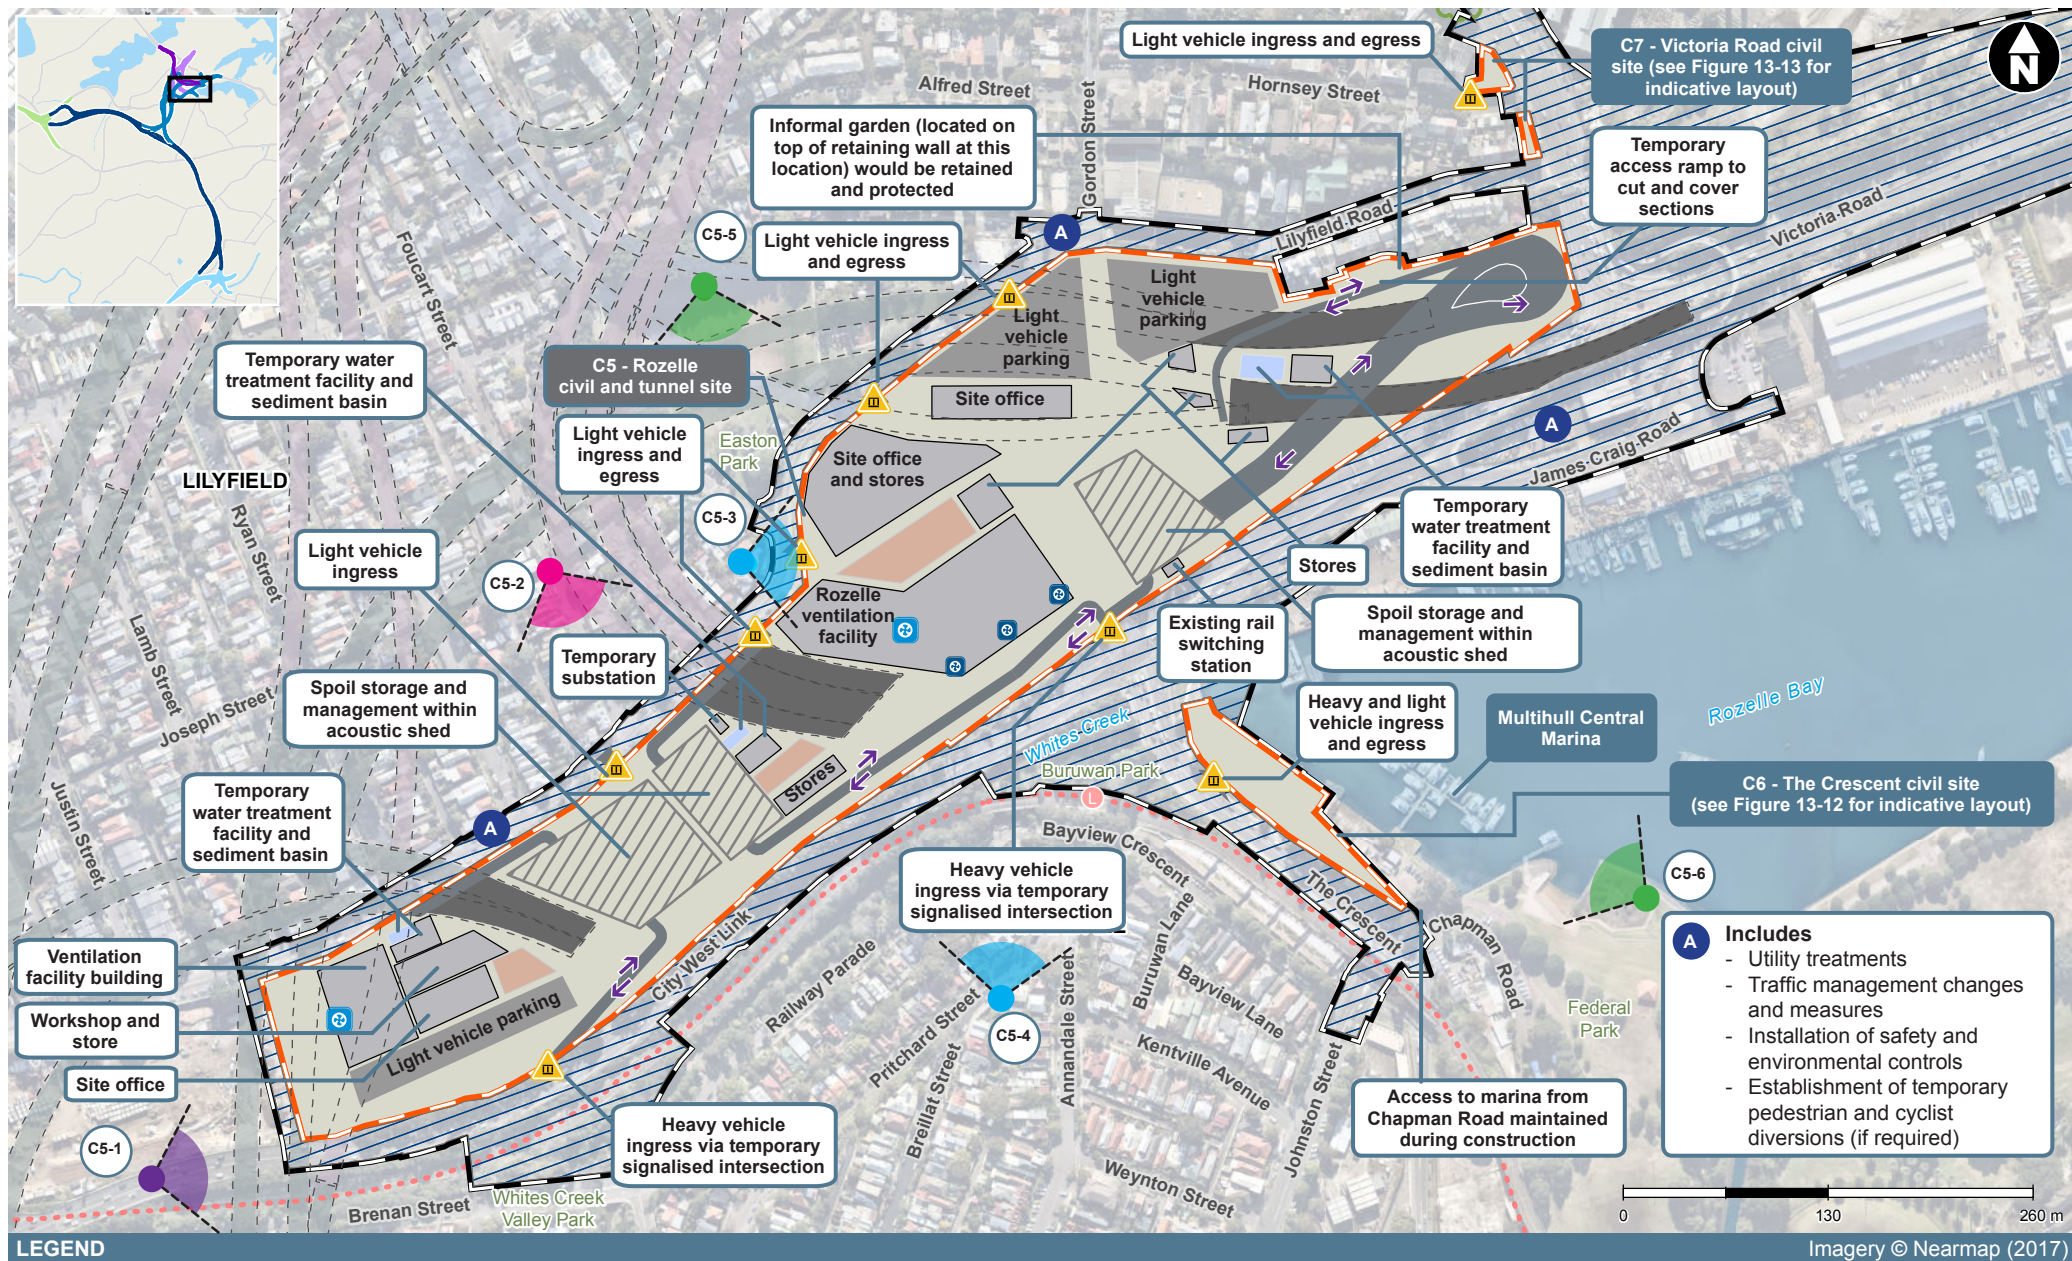 Light vehicle ingress and egress
C7 - Victoria Road civil
site (see Figure 13-13 for
indicative layout)
N
Alfred Street
Hornsey Street
Gordon Street
Informal garden (located on
top of retaining wall at this
location) would be retained
and protected
Temporary
access ramp to
cut and cover
sections
Victoria Road
Lilyfield Road
A
C5-5
Light vehicle ingress
and egress
Foucart Street
Light
vehicle
parking
Light
vehicle
parking
Temporary water
treatment facility and
sediment basin
C5 - Rozelle
civil and tunnel site
Site office
A
James Craig Road
Light vehicle
ingress and
egress
Easton
Park
Site office
and stores
LILYFIELD
Ryan Street
C5-3
Temporary
water treatment
facility and
sediment basin
Stores
Light vehicle
ingress
C5-2
Rozelle
ventilation
facility
Existing rail
switching
station
Spoil storage and
management within
acoustic shed
Lamb Street
Joseph Street
Temporary
substation
Spoil storage and
management within
acoustic shed
Whites Creek
Buruwan Park
L
Heavy and light
vehicle ingress
and egress
Multihull Central
Marina
Rozelle Bay
Justin Street
Temporary
water treatment
facility and
sediment basin
A
Stores
C6 - The Crescent civil site
(see Figure 13-12 for indicative layout)
Bayview Crescent
The Crescent
Heavy vehicle
ingress via temporary
signalised intersection
C5-6
Chapman Road
Buruwan Lane
Bayview Lane
City West Link
Railway Parade
Pritchard Street
Annandale Street
Breillat Street
C5-4
Kentville Avenue
Johnston Street
Weynton Street
Federal
Park
Ventilation
facility building
Workshop and
store
Site office
Light vehicle parking
C5-1
Heavy vehicle
ingress via temporary
signalised intersection
Access to marina from
Chapman Road maintained
during construction
Brenan Street
Whites Creek
Valley Park
A
Includes
- Utility treatments
- Traffic management changes
and measures
- Installation of safety and
environmental controls
- Establishment of temporary
pedestrian and cyclist
diversions (if required)
0 130 260 m
LEGEND
Imagery © Nearmap (2017)